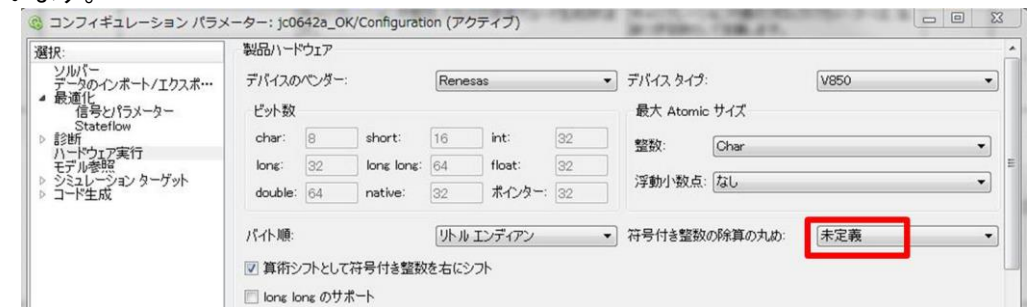 コンフィギュレーション パラメーター: jc0642a_OK/Configuration (アクティブ)
選択:
ソルバー
データのインポート/エクスポ…
最適化
信号とパラメーター
Stateflow
診断
ハードウェア実行
モデル参照
シミュレーション ターゲット
コード生成
製品ハードウェア
デバイスのベンダー: Renesas デバイス タイプ: V850
ビット数 最大 Atomic サイズ
char: 8 short: 16 int: 32
整数: Char
long: 32 long long: 64 float: 32
浮動小数点: なし
double: 64 native: 32 ポインター: 32
バイト順: リトル エンディアン 符号付き整数の除算の丸め: 未定義
算術シフトとして符号付き整数を右にシフト
long long のサポート